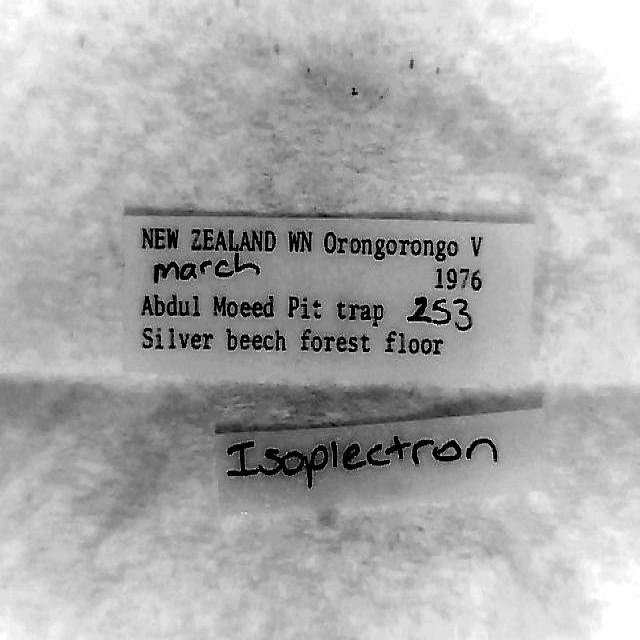 NEW ZEALAND WN Orongorongo V
march 1976
Abdul Moeed Pit trap 253
Silver beech forest floor
Isoplectron